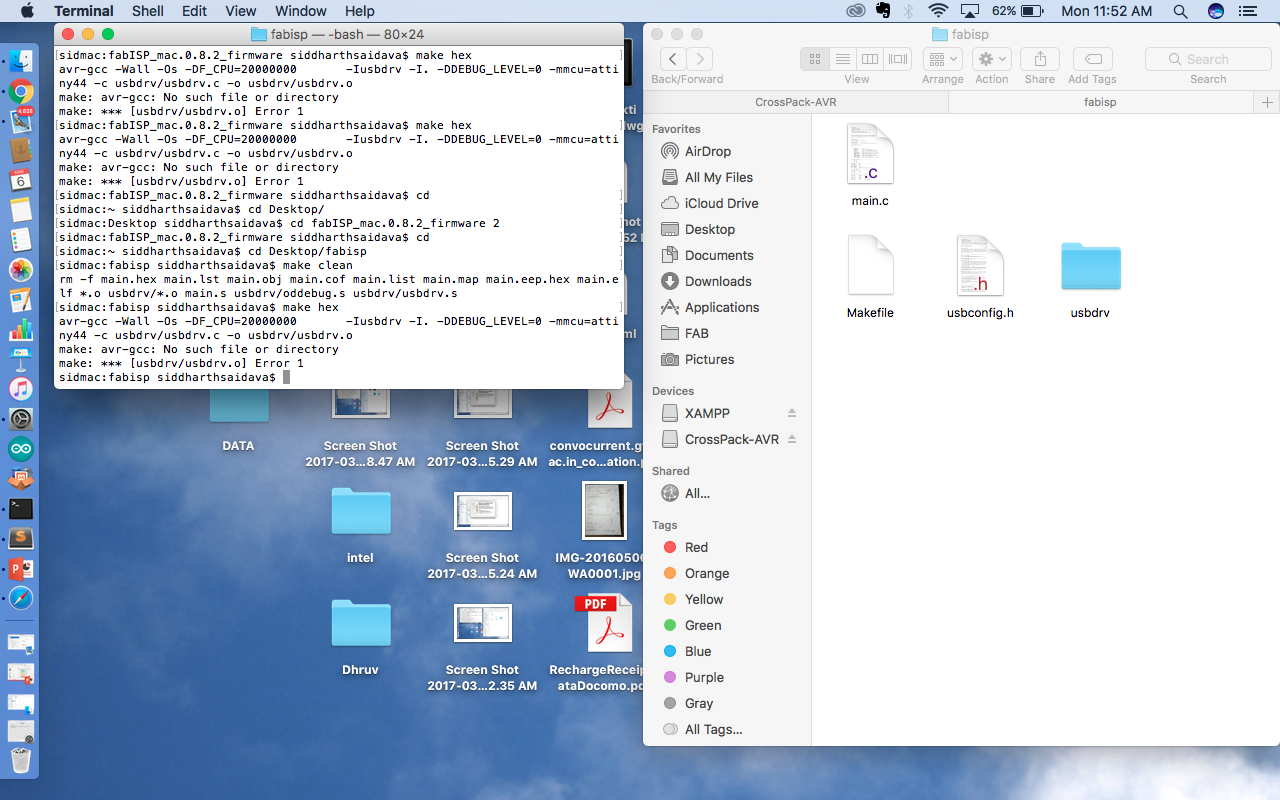 Terminal Shell Edit View Window Help 62% Mon 11:52 AM
fabisp — -bash — 80×24
[sidmac:fabISP_mac.0.8.2_firmware siddharthsaidava$ make hex ]
avr-gcc -Wall -Os -DF_CPU=20000000 -Iusbdrv -I. -DDEBUG_LEVEL=0 -mmcu=atti
ny44 -c usbdrv/usbdrv.c -o usbdrv/usbdrv.o
make: avr-gcc: No such file or directory
make: *** [usbdrv/usbdrv.o] Error 1
[sidmac:fabISP_mac.0.8.2_firmware siddharthsaidava$ make hex ]
avr-gcc -Wall -Os -DF_CPU=20000000 -Iusbdrv -I. -DDEBUG_LEVEL=0 -mmcu=atti
ny44 -c usbdrv/usbdrv.c -o usbdrv/usbdrv.o
make: avr-gcc: No such file or directory
make: *** [usbdrv/usbdrv.o] Error 1
[sidmac:fabISP_mac.0.8.2_firmware siddharthsaidava$ cd ]
[sidmac:~ siddharthsaidava$ cd Desktop/ ]
[sidmac:Desktop siddharthsaidava$ cd fabISP_mac.0.8.2_firmware 2 ]
[sidmac:fabISP_mac.0.8.2_firmware siddharthsaidava$ cd ]
[sidmac:~ siddharthsaidava$ cd Desktop/fabisp ]
[sidmac:fabisp siddharthsaidava$ make clean ]
rm -f main.hex main.lst main.obj main.cof main.list main.map main.eep.hex main.e
lf *.o usbdrv/*.o main.s usbdrv/oddebug.s usbdrv/usbdrv.s
[sidmac:fabisp siddharthsaidava$ make hex ]
avr-gcc -Wall -Os -DF_CPU=20000000 -Iusbdrv -I. -DDEBUG_LEVEL=0 -mmcu=atti
ny44 -c usbdrv/usbdrv.c -o usbdrv/usbdrv.o
make: avr-gcc: No such file or directory
make: *** [usbdrv/usbdrv.o] Error 1
sidmac:fabisp siddharthsaidava$
fabisp
Search
Back/Forward View Arrange Action Share Add Tags Search
CrossPack-AVR fabisp
Favorites
AirDrop
All My Files
iCloud Drive
Desktop
Documents
Downloads
Applications
FAB
Pictures
Devices
XAMPP
CrossPack-AVR
Shared
All...
Tags
Red
Orange
Yellow
Green
Blue
Purple
Gray
All Tags...
.c
main.c
.h
Makefile usbconfig.h usbdrv
DATA
Screen Shot
2017-03...8.47 AM
Screen Shot
2017-03...5.29 AM
convocurrent.g
ac.in_co...ation.
intel
Screen Shot
2017-03...5.24 AM
IMG-2016050
WA0001.jpg
Dhruv
Screen Shot
2017-03...2.35 AM
PDF
RechargeReceip
ataDocomo.pd
MAR
6